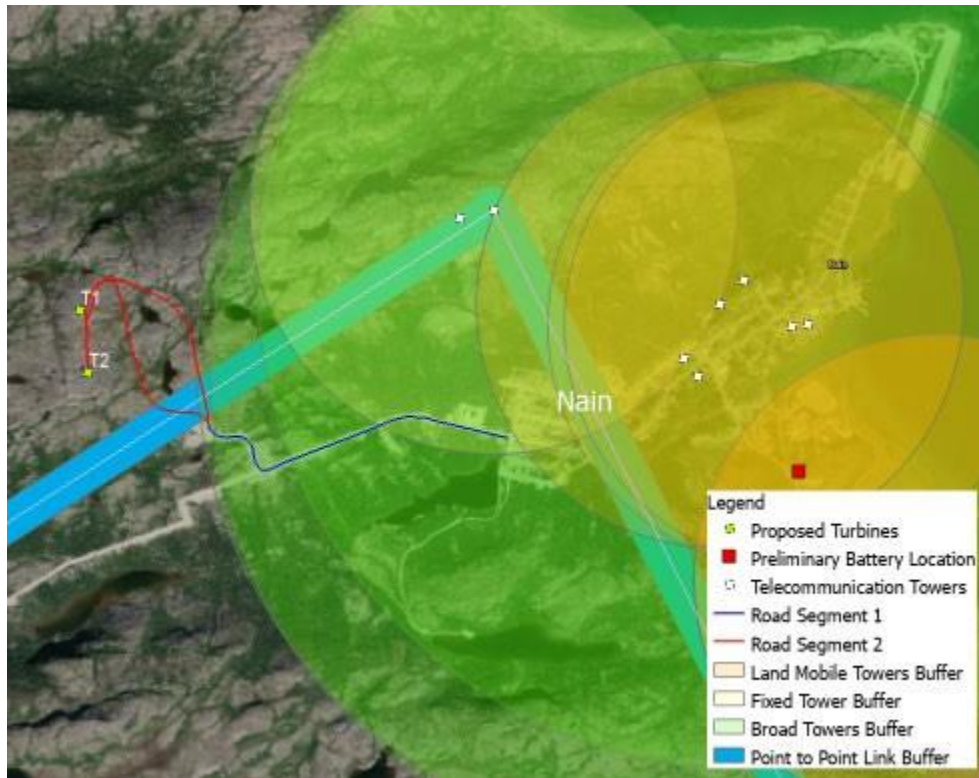 T1
T2
Nain
Nain
Legend
Proposed Turbines
Preliminary Battery Location
Telecommunication Towers
Road Segment 1
Road Segment 2
Land Mobile Towers Buffer
Fixed Tower Buffer
Broad Towers Buffer
Point to Point Link Buffer